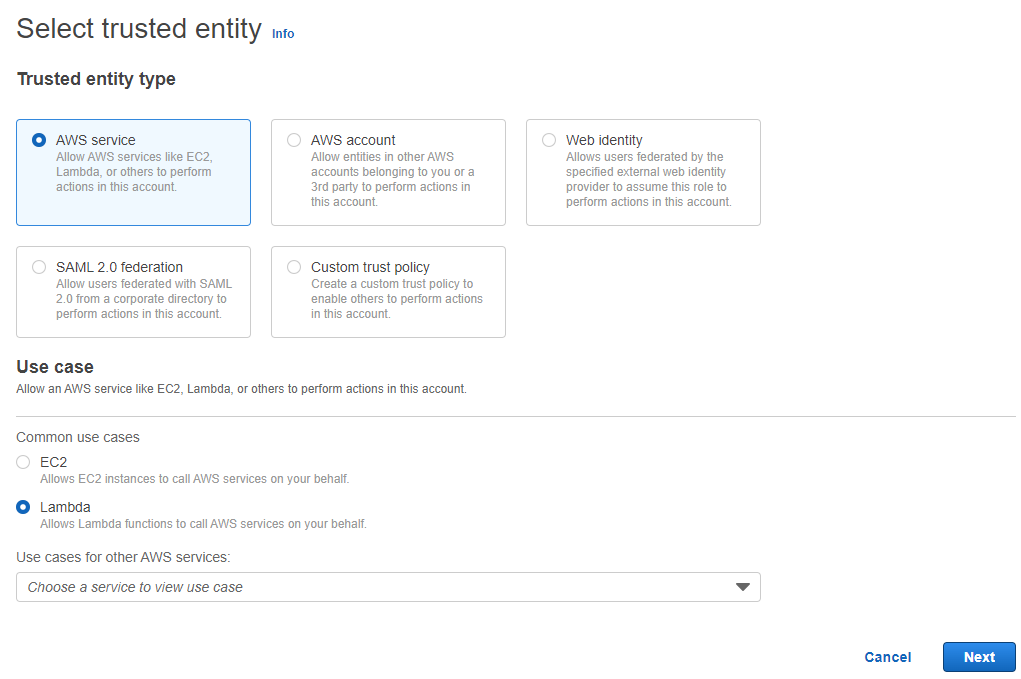 Select trusted entity Info
Trusted entity type
AWS service
Allow AWS services like EC2,
Lambda, or others to perform
actions in this account.
AWS account
Allow entities in other AWS
accounts belonging to you or a
3rd party to perform actions in
this account.
Web identity
Allows users federated by the
specified external web identity
provider to assume this role to
perform actions in this account.
SAML 2.0 federation
Allow users federated with SAML
2.0 from a corporate directory to
perform actions in this account.
Custom trust policy
Create a custom trust policy to
enable others to perform actions
in this account.
Use case
Allow an AWS service like EC2, Lambda, or others to perform actions in this account.
Common use cases
EC2
Allows EC2 instances to call AWS services on your behalf.
Lambda
Allows Lambda functions to call AWS services on your behalf.
Use cases for other AWS services:
Choose a service to view use case
Cancel
Next